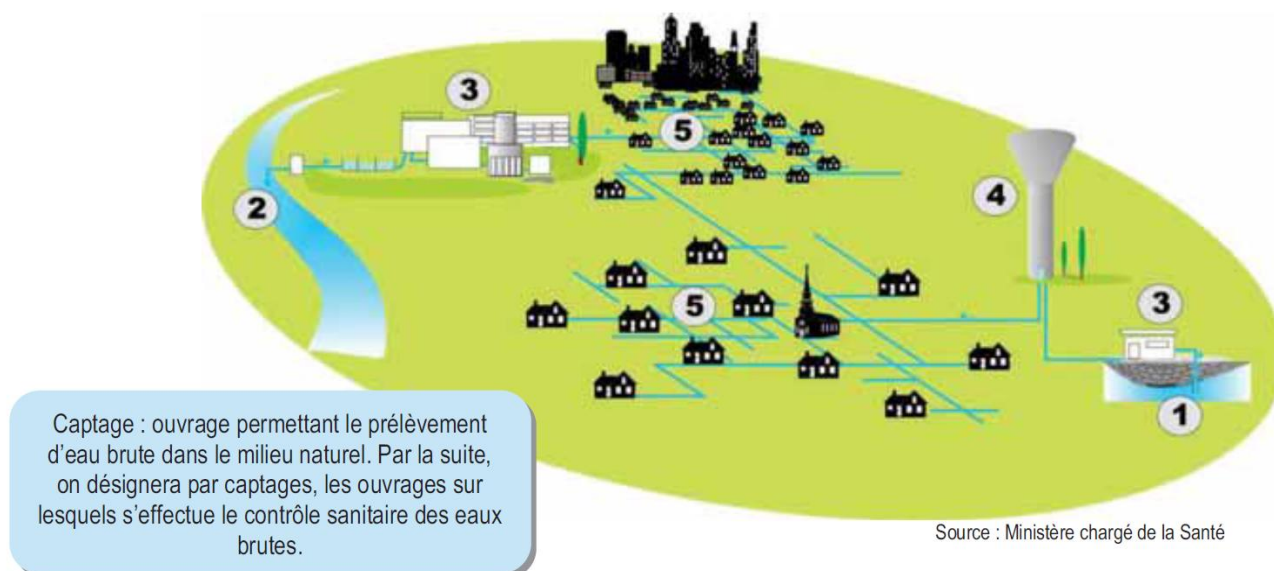 3
5
4
2
5
3
1
Captage : ouvrage permettant le prélèvement
d’eau brute dans le milieu naturel. Par la suite,
on désignera par captages, les ouvrages sur
lesquels s’effectue le contrôle sanitaire des eaux
brutes.
Source : Ministère chargé de la Santé